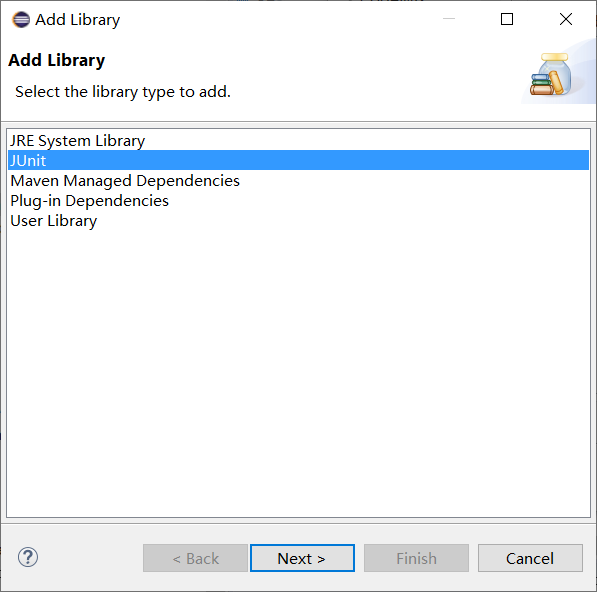 Add Library
Add Library
Select the library type to add.
JRE System Library
JUnit
Maven Managed Dependencies
Plug-in Dependencies
User Library
?
< Back
Next >
Finish
Cancel